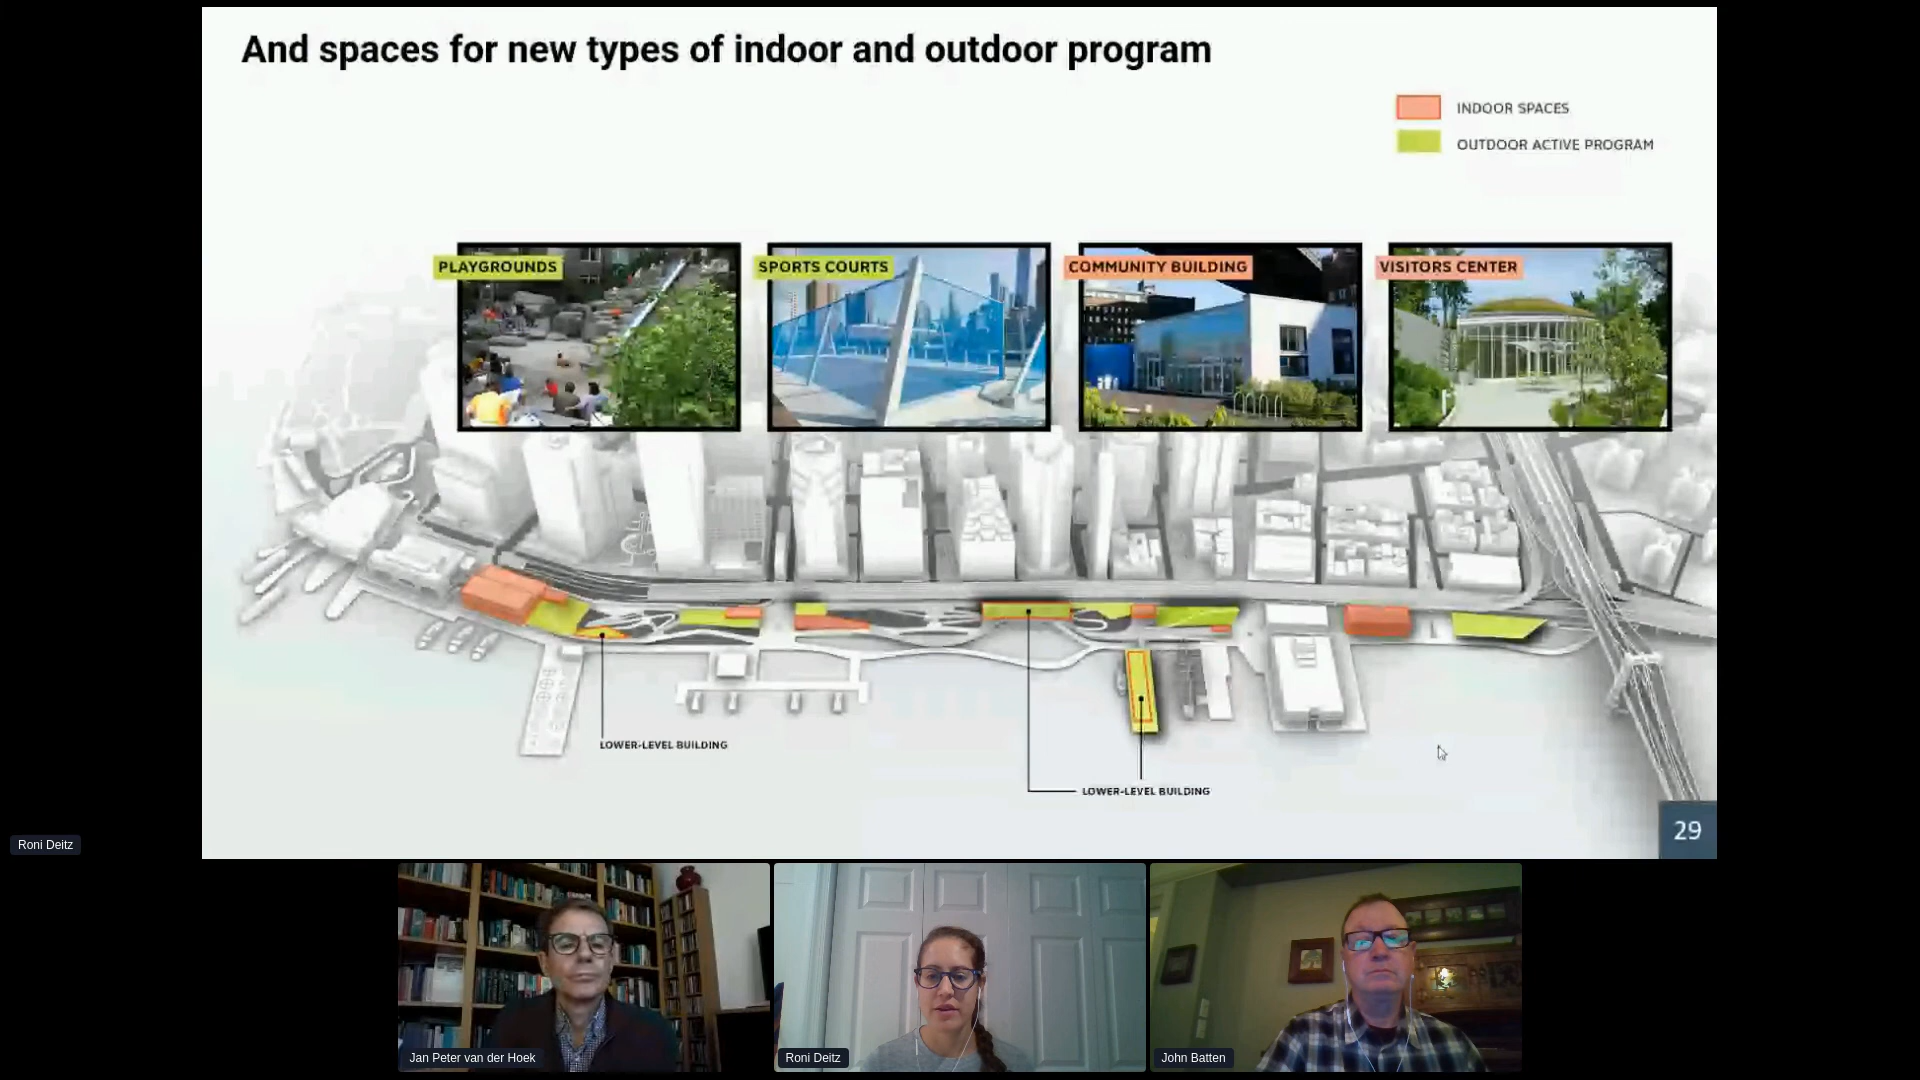 And spaces for new types of indoor and outdoor program
INDOOR SPACES
OUTDOOR ACTIVE PROGRAM
PLAYGROUNDS
SPORTS COURTS
COMMUNITY BUILDING
VISITORS CENTER
LOWER-LEVEL BUILDING
LOWER-LEVEL BUILDING
29
Roni Deitz
Jan Peter van der Hoek
Roni Deitz
John Batten